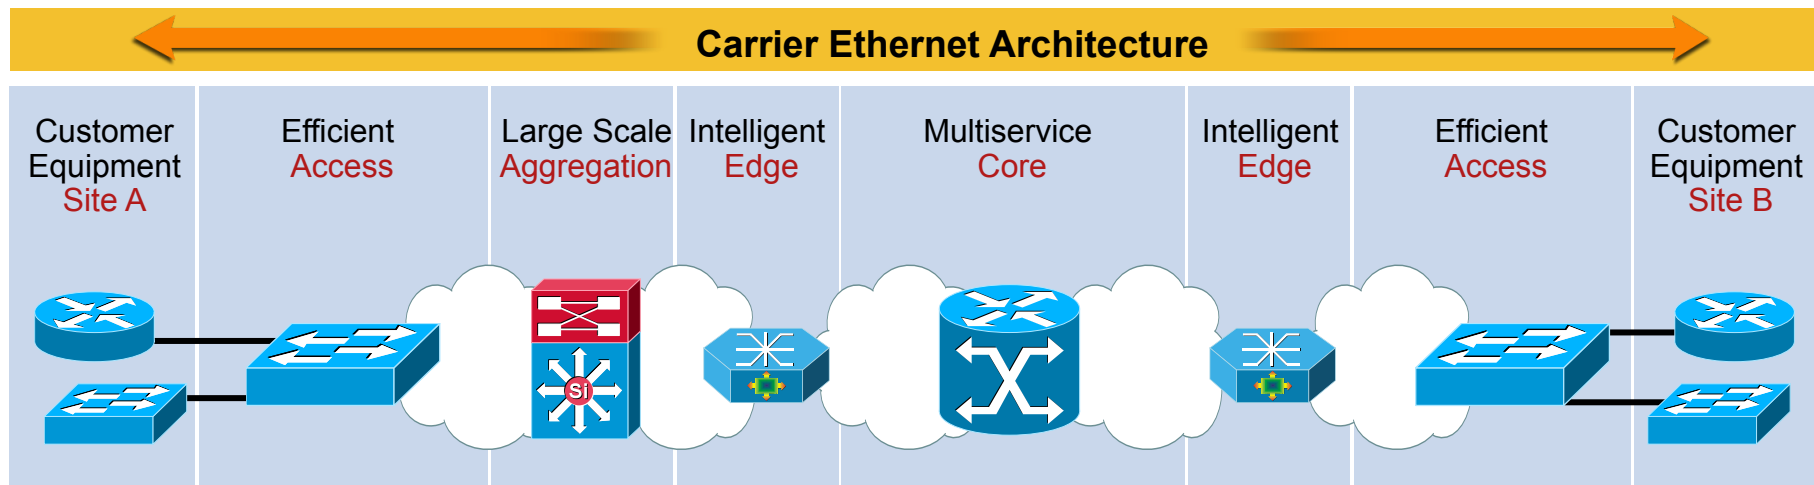 Carrier Ethernet Architecture
Customer
Equipment
Site A
Efficient
Access
Large Scale
Aggregation
Intelligent
Edge
Multiservice
Core
Intelligent
Edge
Efficient
Access
Customer
Equipment
Site B
Si